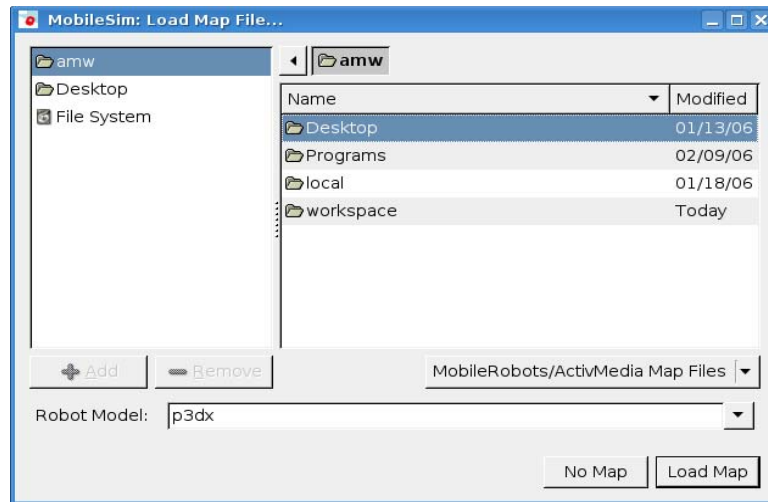 MobileSim: Load Map File...
amw
Desktop
File System
amw
Name Modified
Desktop 01/13/06
Programs 02/09/06
local 01/18/06
workspace Today
Add Remove
MobileRobots/ActivMedia Map Files
Robot Model: p3dx
No Map Load Map